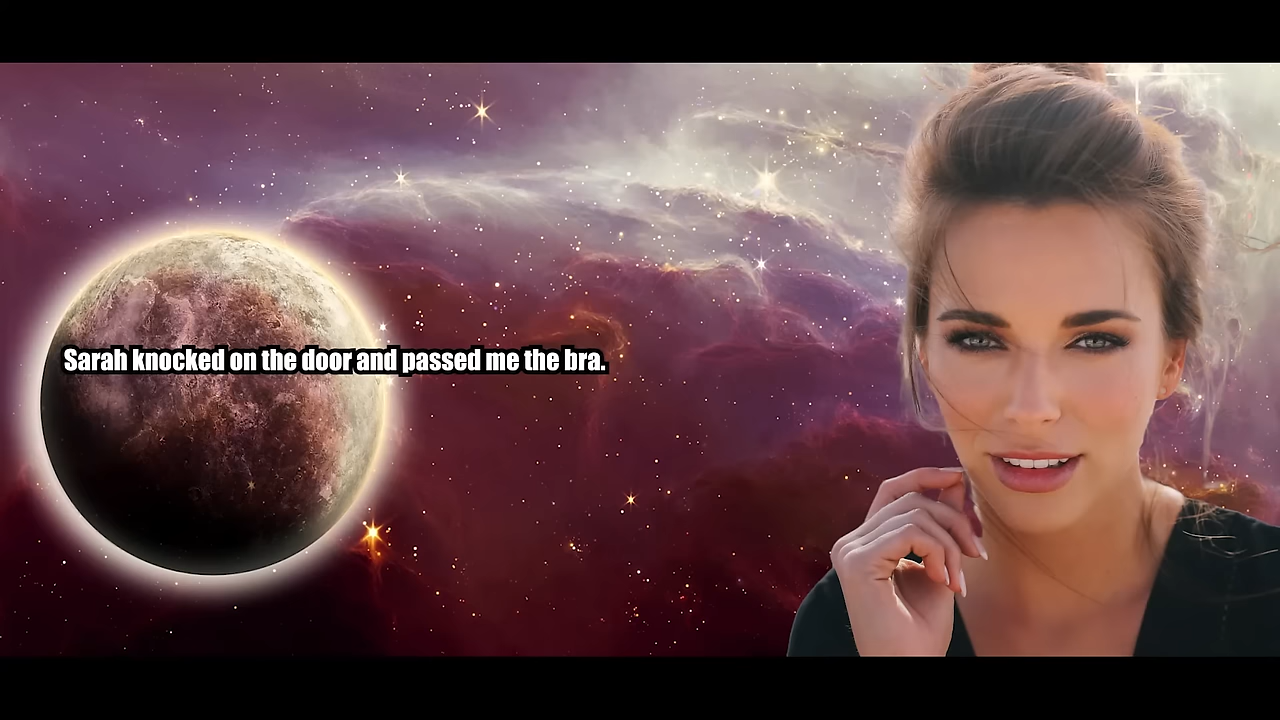 Sarah knocked on the door and passed me the bra.